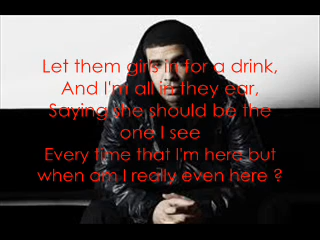 Let them girls in for a drink,
And I'm all in they ear,
Saying she should be the
one I see
Every time that I'm here but
when am I really even here ?